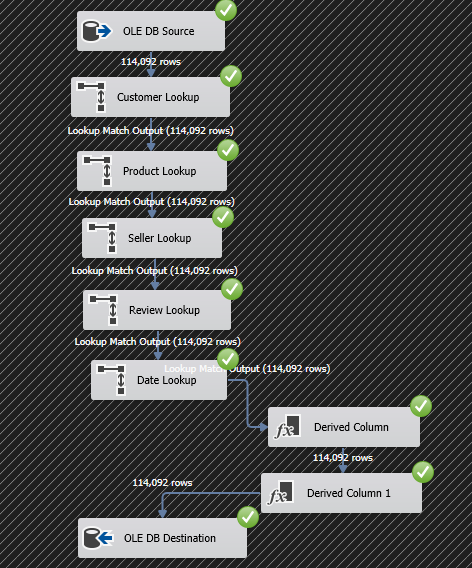 OLE DB Source
114,092 rows
Customer Lookup
Lookup Match Output (114,092 rows)
Product Lookup
Lookup Match Output (114,092 rows)
Seller Lookup
Lookup Match Output (114,092 rows)
Review Lookup
Lookup Match Output (114,092 rows)
Lookup Match Output (114,092 rows)
Date Lookup
fx Derived Column
114,092 rows
fx Derived Column 1
114,092 rows
OLE DB Destination